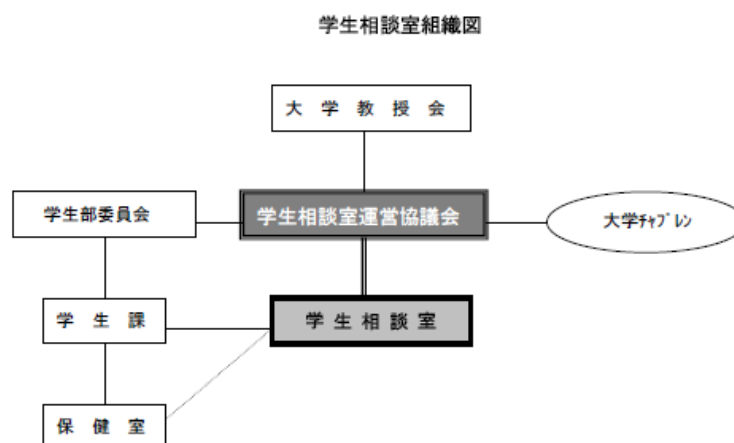 学生相談室組織図
大 学 教 授 会
学生部委員会
学生相談室運営協議会
大学ﾁｬﾌﾟﾚﾝ
学 生 課
学 生 相 談 室
保 健 室